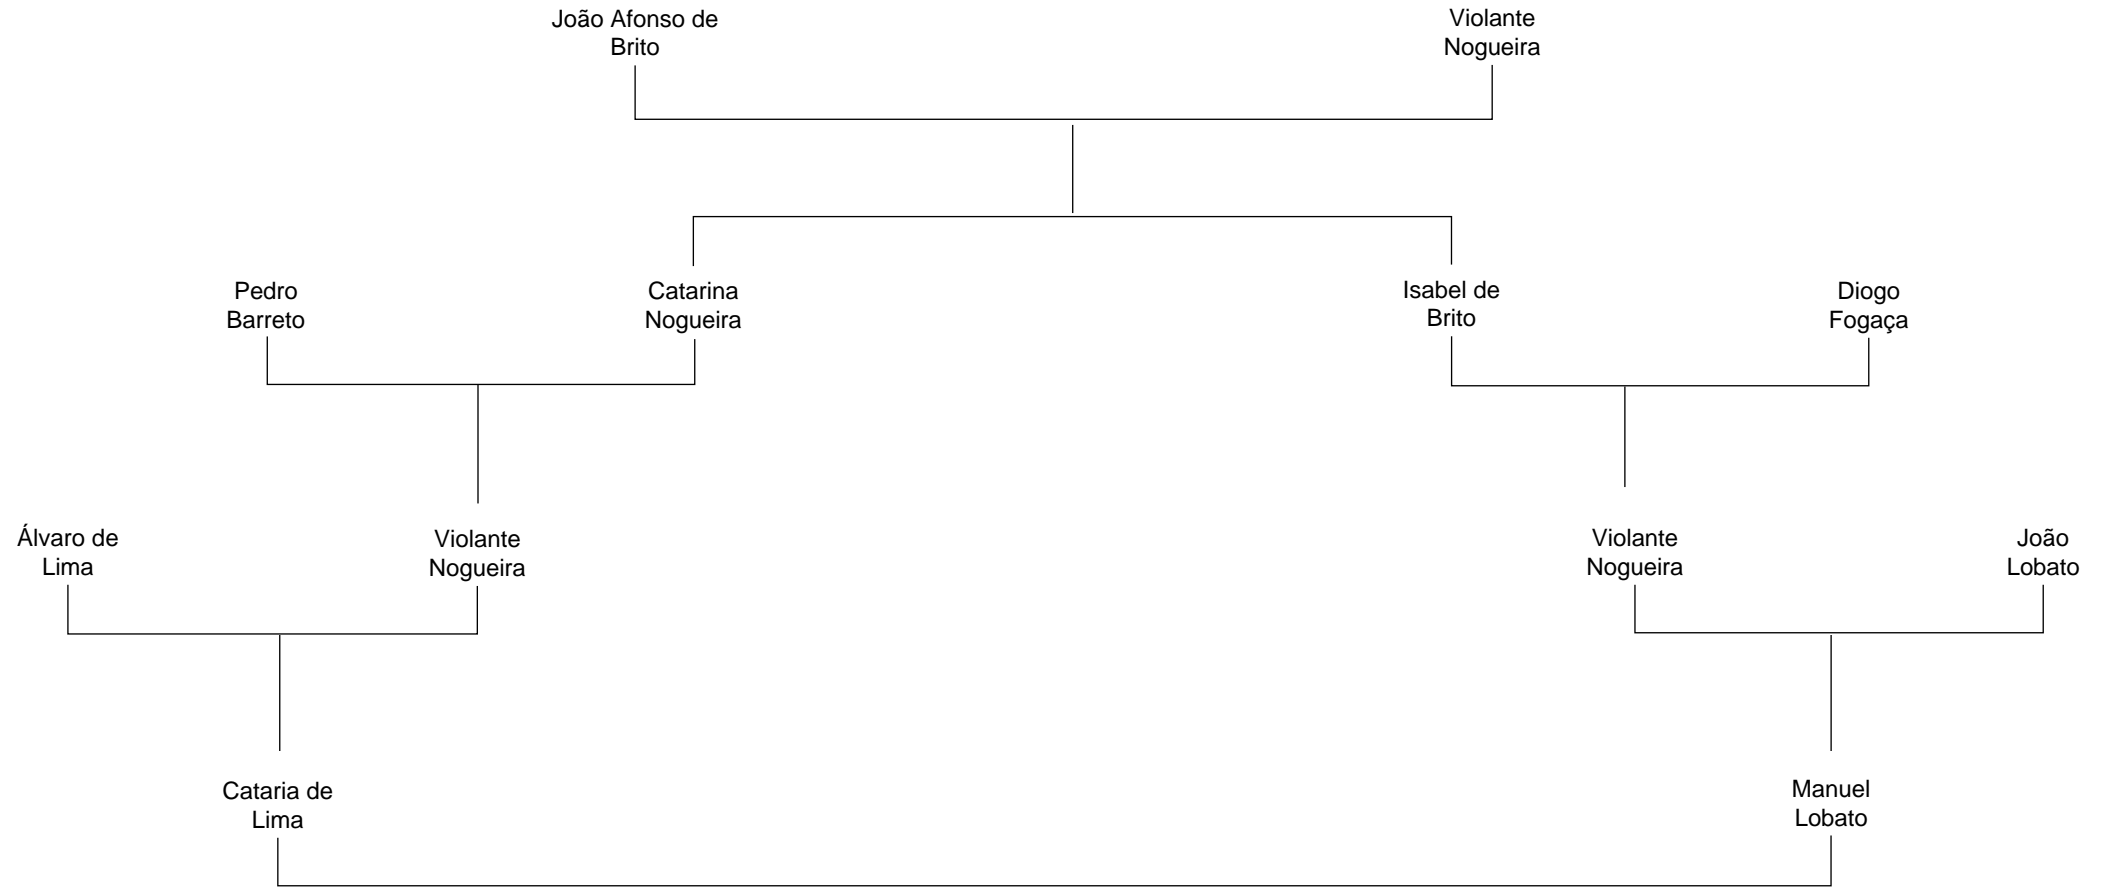 João Afonso de
Brito
Violante
Nogueira
Pedro
Barreto
Catarina
Nogueira
Isabel de
Brito
Diogo
Fogaça
Álvaro de
Lima
Violante
Nogueira
Violante
Nogueira
João
Lobato
Cataria de
Lima
Manuel
Lobato